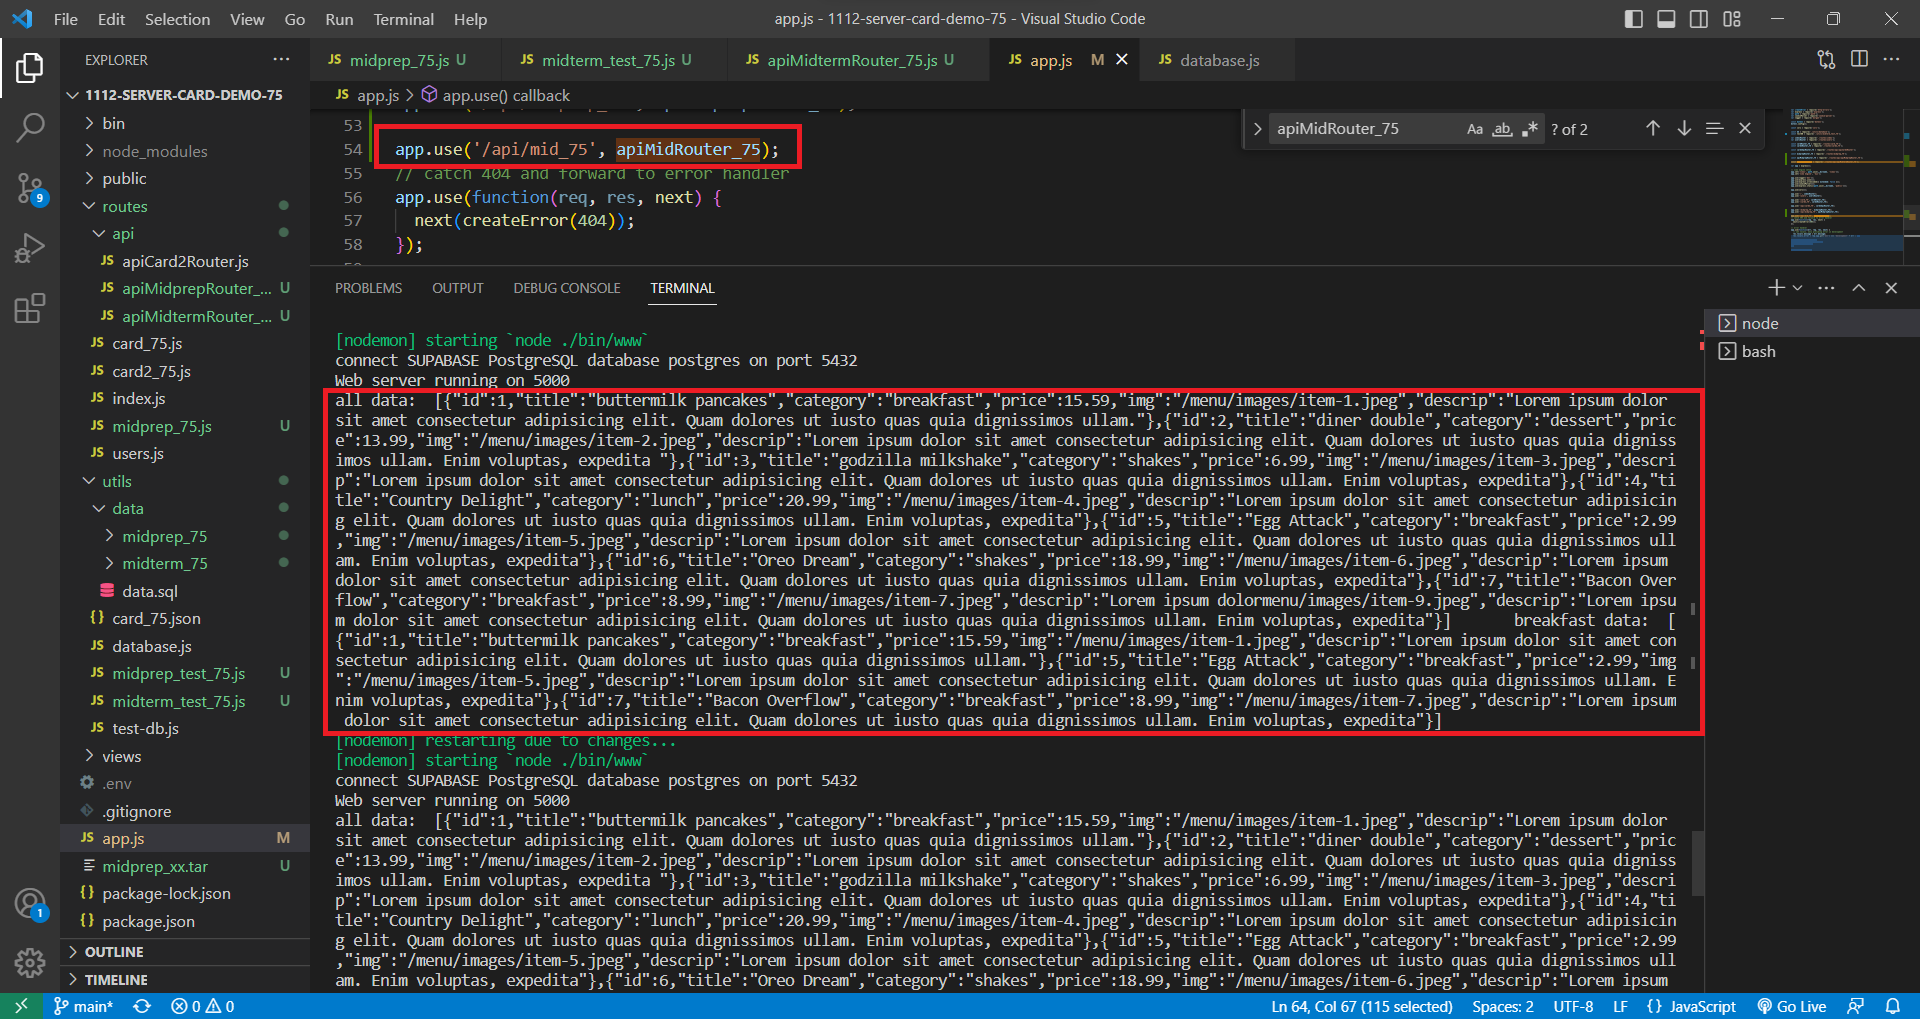 File Edit Selection View Go Run Terminal Help
app.js - 1112-server-card-demo-75 - Visual Studio Code
EXPLORER
JS midprep_75.js U
JS midterm_test_75.js U
JS apiMidtermRouter_75.js U
JS app.js M
JS database.js
1112-SERVER-CARD-DEMO-75
bin
node_modules
public
routes
api
JS apiCard2Router.js
JS apiMidprepRouter_... U
JS apiMidtermRouter_... U
JS card_75.js
JS card2_75.js
JS index.js
JS midprep_75.js U
JS users.js
utils
data
midprep_75
midterm_75
data.sql
{} card_75.json
JS database.js
JS midprep_test_75.js U
JS midterm_test_75.js U
JS test-db.js
views
.env
.gitignore
JS app.js M
midprep_xx.tar U
{} package-lock.json
{} package.json
OUTLINE
TIMELINE
9
1
JS app.js > app.use() callback
53
54 app.use('/api/mid_75', apiMidRouter_75);
55 // catch 404 and forward to error handler
56 app.use(function(req, res, next) {
57 next(createError(404));
58 });
apiMidRouter_75 Aa ab .* ? of 2
PROBLEMS OUTPUT DEBUG CONSOLE TERMINAL
node
bash
[nodemon] starting `node ./bin/www`
connect SUPABASE PostgreSQL database postgres on port 5432
Web server running on 5000
all data:  [{"id":1,"title":"buttermilk pancakes","category":"breakfast","price":15.59,"img":"/menu/images/item-1.jpeg","descrip":"Lorem ipsum dolor
sit amet consectetur adipisicing elit. Quam dolores ut iusto quas quia dignissimos ullam."},{"id":2,"title":"diner double","category":"dessert","pric
e":13.99,"img":"/menu/images/item-2.jpeg","descrip":"Lorem ipsum dolor sit amet consectetur adipisicing elit. Quam dolores ut iusto quas quia digniss
imos ullam. Enim voluptas, expedita "},{"id":3,"title":"godzilla milkshake","category":"shakes","price":6.99,"img":"/menu/images/item-3.jpeg","descri
p":"Lorem ipsum dolor sit amet consectetur adipisicing elit. Quam dolores ut iusto quas quia dignissimos ullam. Enim voluptas, expedita"},{"id":4,"ti
tle":"Country Delight","category":"lunch","price":20.99,"img":"/menu/images/item-4.jpeg","descrip":"Lorem ipsum dolor sit amet consectetur adipisicin
g elit. Quam dolores ut iusto quas quia dignissimos ullam. Enim voluptas, expedita"},{"id":5,"title":"Egg Attack","category":"breakfast","price":2.99
,"img":"/menu/images/item-5.jpeg","descrip":"Lorem ipsum dolor sit amet consectetur adipisicing elit. Quam dolores ut iusto quas quia dignissimos ull
am. Enim voluptas, expedita"},{"id":6,"title":"Oreo Dream","category":"shakes","price":18.99,"img":"/menu/images/item-6.jpeg","descrip":"Lorem ipsum
dolor sit amet consectetur adipisicing elit. Quam dolores ut iusto quas quia dignissimos ullam. Enim voluptas, expedita"},{"id":7,"title":"Bacon Over
flow","category":"breakfast","price":8.99,"img":"/menu/images/item-7.jpeg","descrip":"Lorem ipsum dolormenu/images/item-9.jpeg","descrip":"Lorem ipsu
m dolor sit amet consectetur adipisicing elit. Quam dolores ut iusto quas quia dignissimos ullam. Enim voluptas, expedita"}] breakfast data:  [
{"id":1,"title":"buttermilk pancakes","category":"breakfast","price":15.59,"img":"/menu/images/item-1.jpeg","descrip":"Lorem ipsum dolor sit amet con
sectetur adipisicing elit. Quam dolores ut iusto quas quia dignissimos ullam."},{"id":5,"title":"Egg Attack","category":"breakfast","price":2.99,"img
":"/menu/images/item-5.jpeg","descrip":"Lorem ipsum dolor sit amet consectetur adipisicing elit. Quam dolores ut iusto quas quia dignissimos ullam. E
nim voluptas, expedita"},{"id":7,"title":"Bacon Overflow","category":"breakfast","price":8.99,"img":"/menu/images/item-7.jpeg","descrip":"Lorem ipsum
dolor sit amet consectetur adipisicing elit. Quam dolores ut iusto quas quia dignissimos ullam. Enim voluptas, expedita"}]
[nodemon] restarting due to changes...
[nodemon] starting `node ./bin/www`
connect SUPABASE PostgreSQL database postgres on port 5432
Web server running on 5000
all data:  [{"id":1,"title":"buttermilk pancakes","category":"breakfast","price":15.59,"img":"/menu/images/item-1.jpeg","descrip":"Lorem ipsum dolor
sit amet consectetur adipisicing elit. Quam dolores ut iusto quas quia dignissimos ullam."},{"id":2,"title":"diner double","category":"dessert","pric
e":13.99,"img":"/menu/images/item-2.jpeg","descrip":"Lorem ipsum dolor sit amet consectetur adipisicing elit. Quam dolores ut iusto quas quia digniss
imos ullam. Enim voluptas, expedita "},{"id":3,"title":"godzilla milkshake","category":"shakes","price":6.99,"img":"/menu/images/item-3.jpeg","descri
p":"Lorem ipsum dolor sit amet consectetur adipisicing elit. Quam dolores ut iusto quas quia dignissimos ullam. Enim voluptas, expedita"},{"id":4,"ti
tle":"Country Delight","category":"lunch","price":20.99,"img":"/menu/images/item-4.jpeg","descrip":"Lorem ipsum dolor sit amet consectetur adipisicin
g elit. Quam dolores ut iusto quas quia dignissimos ullam. Enim voluptas, expedita"},{"id":5,"title":"Egg Attack","category":"breakfast","price":2.99
,"img":"/menu/images/item-5.jpeg","descrip":"Lorem ipsum dolor sit amet consectetur adipisicing elit. Quam dolores ut iusto quas quia dignissimos ull
am. Enim voluptas, expedita"},{"id":6,"title":"Oreo Dream","category":"shakes","price":18.99,"img":"/menu/images/item-6.jpeg","descrip":"Lorem ipsum
main* 0 0
Ln 64, Col 67 (115 selected) Spaces: 2 UTF-8 LF {} JavaScript Go Live